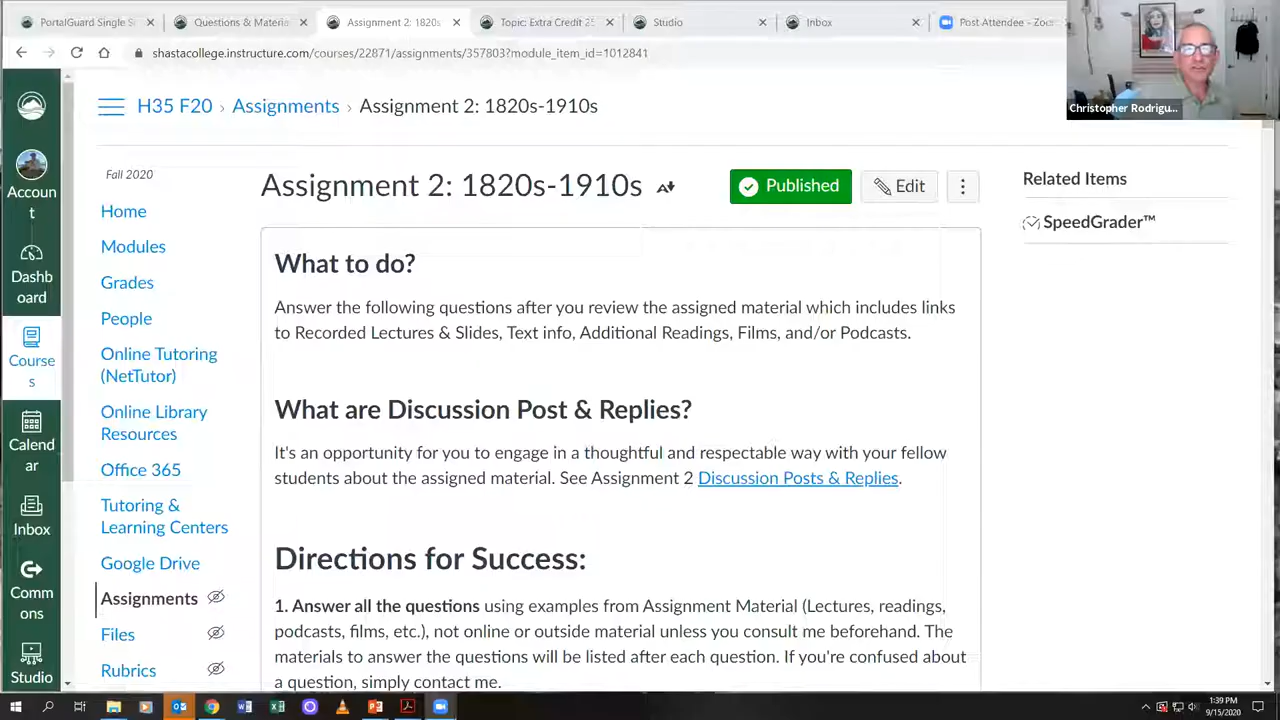 PortalGuard Single S
Questions & Materia
Assignment 2: 1820s
Topic: Extra Credit 25
Studio
Inbox
Post Attendee - Zoo
shastacollege.instructure.com/courses/22871/assignments/357803?module_item_id=1012841
Christopher Rodrigu...
H35 F20 › Assignments › Assignment 2: 1820s-1910s
Accoun
t
Dashb
oard
Course
s
Calend
ar
Inbox
Comm
ons
Studio
Fall 2020
Home
Modules
Grades
People
Online Tutoring
(NetTutor)
Online Library
Resources
Office 365
Tutoring &
Learning Centers
Google Drive
Assignments
Files
Rubrics
Assignment 2: 1820s-1910s
Published
Edit
Related Items
SpeedGrader™
What to do?
Answer the following questions after you review the assigned material which includes links
to Recorded Lectures & Slides, Text info, Additional Readings, Films, and/or Podcasts.
What are Discussion Post & Replies?
It's an opportunity for you to engage in a thoughtful and respectable way with your fellow
students about the assigned material. See Assignment 2 Discussion Posts & Replies.
Directions for Success:
1. Answer all the questions using examples from Assignment Material (Lectures, readings,
podcasts, films, etc.), not online or outside material unless you consult me beforehand. The
materials to answer the questions will be listed after each question. If you're confused about
a question, simply contact me.
1:39 PM
9/15/2020